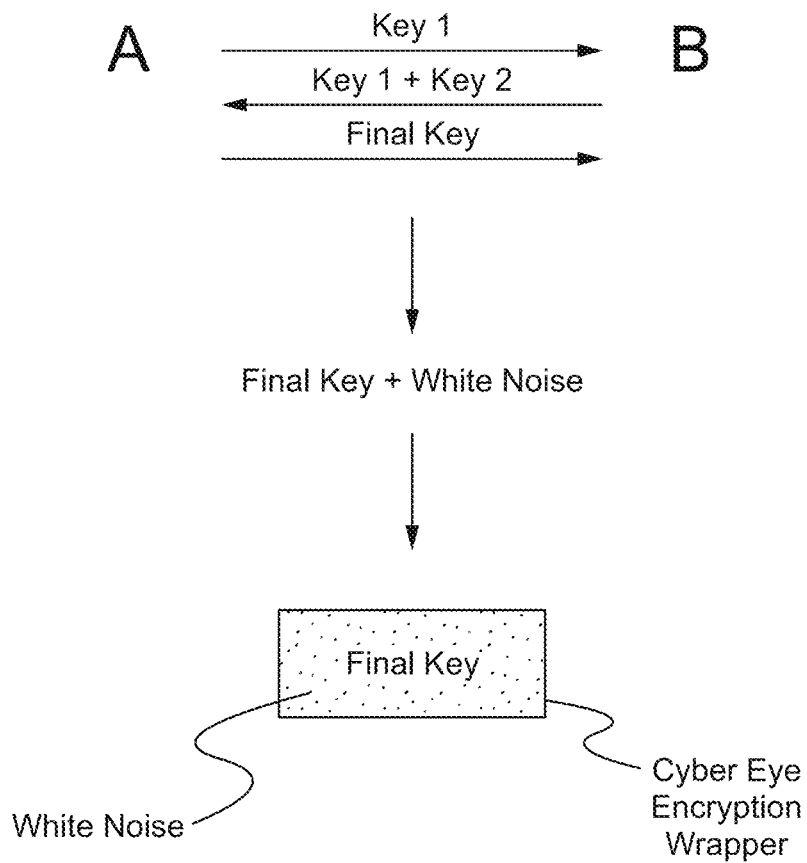 A
Key 1
B
Key 1 + Key 2
Final Key
Final Key + White Noise
Final Key
White Noise
Cyber Eye
Encryption
Wrapper